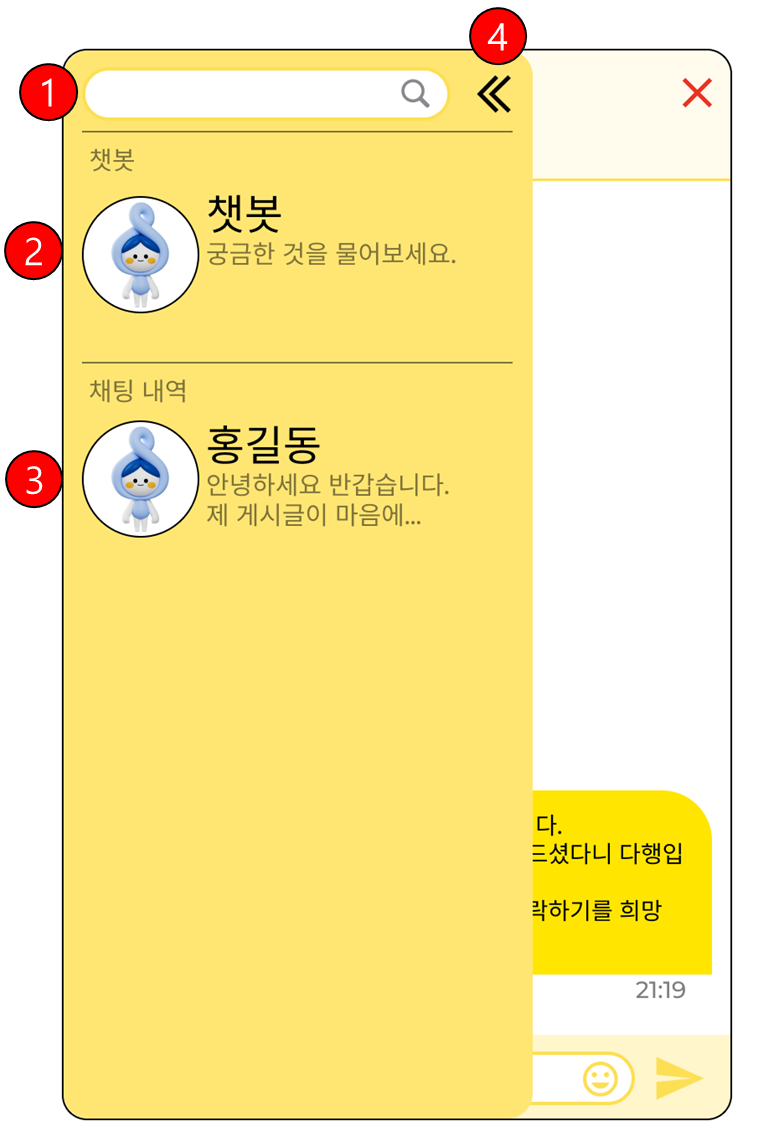 4
1
챗봇
2
챗봇
궁금한 것을 물어보세요.
채팅 내역
3
홍길동
안녕하세요 반갑습니다.
제 게시글이 마음에...
다.
드셨다니 다행입
락하기를 희망
21:19